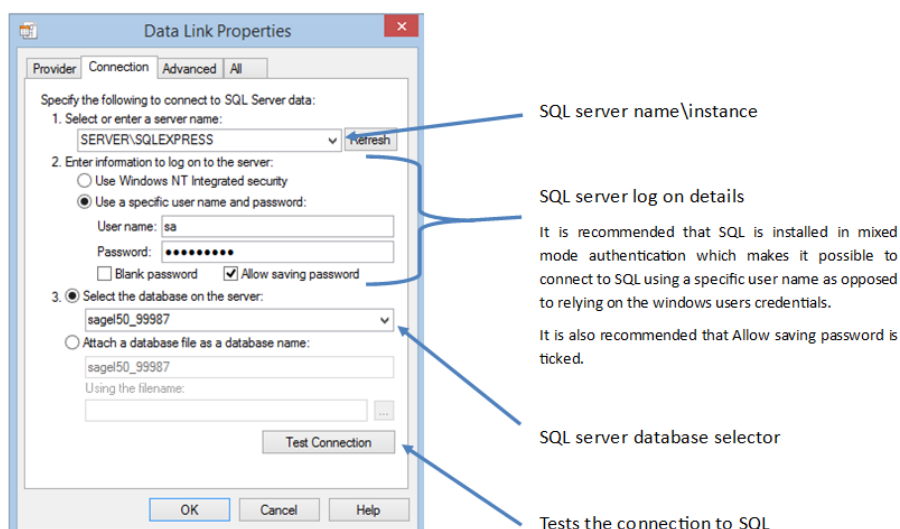 Data Link Properties
Provider Connection Advanced All
Specify the following to connect to SQL Server data:
1. Select or enter a server name:
SERVER\SQLEXPRESS Refresh
2. Enter information to log on to the server:
Use Windows NT Integrated security
Use a specific user name and password:
User name: sa
Password: •••••••••
Blank password Allow saving password
3. Select the database on the server:
sagel50_99987
Attach a database file as a database name:
sagel50_99987
Using the filename:
...
Test Connection
OK Cancel Help
SQL server name\instance
SQL server log on details
It is recommended that SQL is installed in mixed
mode authentication which makes it possible to
connect to SQL using a specific user name as opposed
to relying on the windows users credentials.
It is also recommended that Allow saving password is
ticked.
SQL server database selector
Tests the connection to SQL